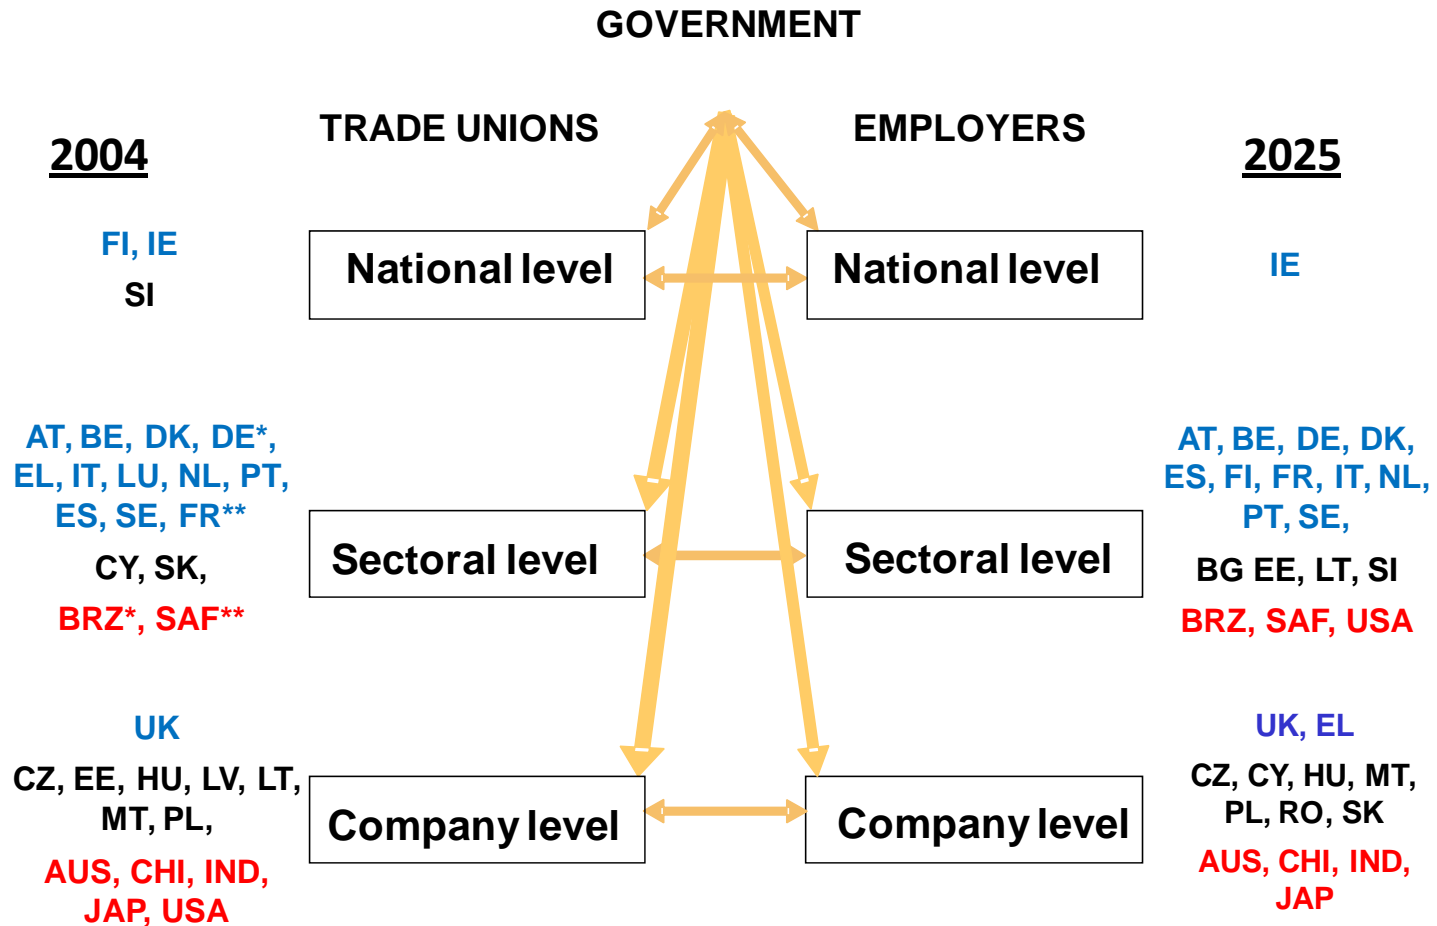 GOVERNMENT
TRADE UNIONS
EMPLOYERS
2004
2025
FI, IE
SI
National level
National level
IE
AT, BE, DK, DE*,
EL, IT, LU, NL, PT,
ES, SE, FR**
CY, SK,
BRZ*, SAF**
Sectoral level
Sectoral level
AT, BE, DE, DK,
ES, FI, FR, IT, NL,
PT, SE,
BG EE, LT, SI
BRZ, SAF, USA
UK
CZ, EE, HU, LV, LT,
MT, PL,
AUS, CHI, IND,
JAP, USA
Company level
Company level
UK, EL
CZ, CY, HU, MT,
PL, RO, SK
AUS, CHI, IND,
JAP